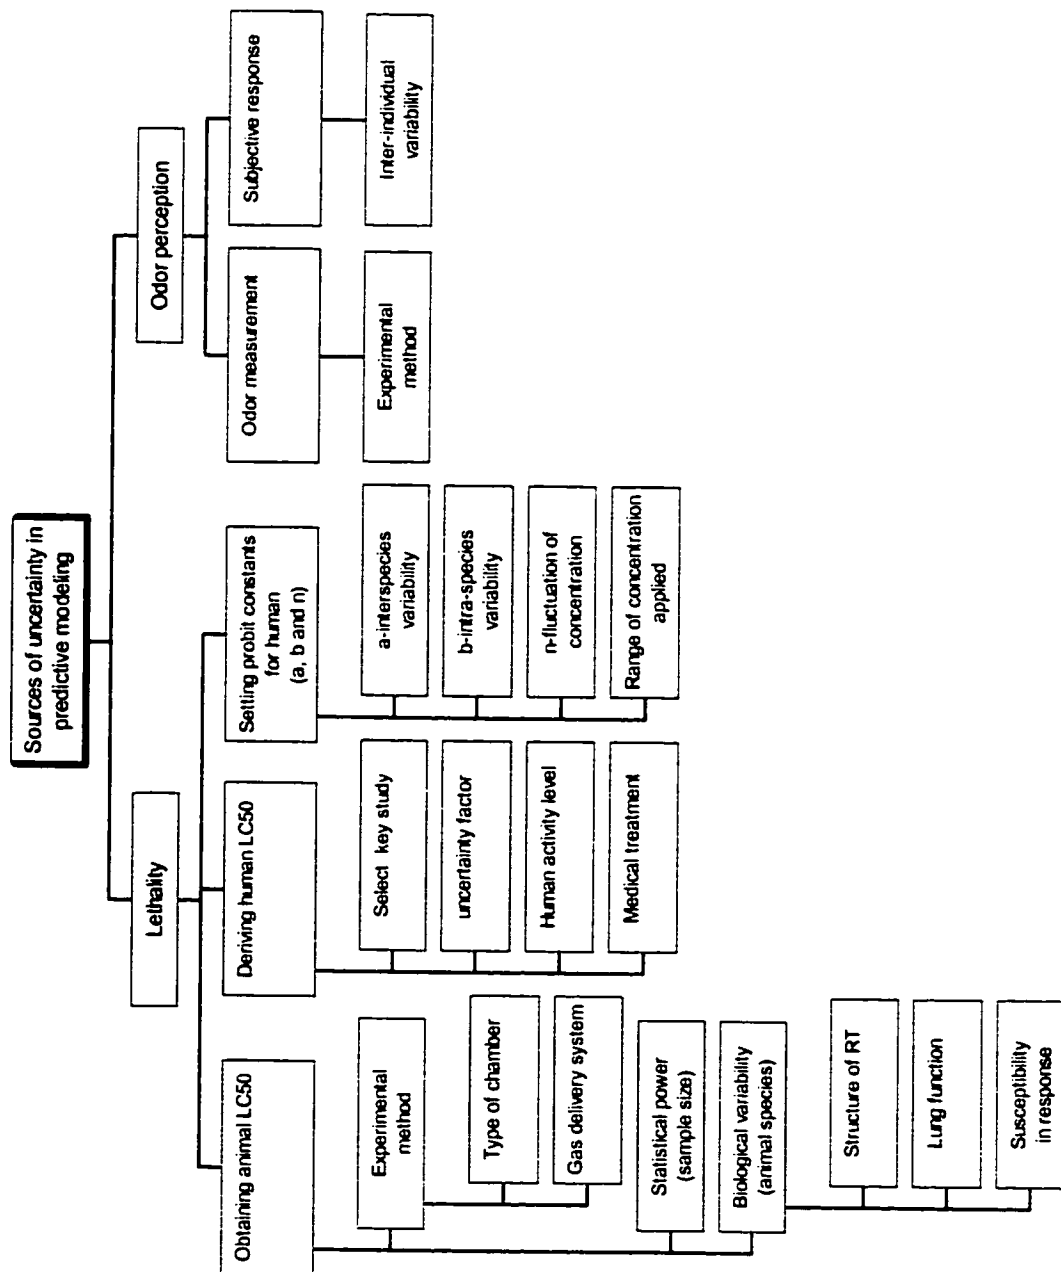 Sources of uncertainty in
predictive modeling
Lethality
Odor perception
Obtaining animal LC50
Deriving human LC50
Setting probit constants
for human
(a, b and n)
Odor measurement
Subjective response
Experimental
method
Type of chamber
Gas delivery system
Statistical power
(sample size)
Biological variability
(animal species)
Structure of RT
Lung function
Susceptibility
in response
Select key study
uncertainty factor
Human activity level
Medical treatment
a-interspecies
variability
b-intra-species
variability
n-fluctuation of
concentration
Range of concentration
applied
Experimental
method
Inter-individual
variability